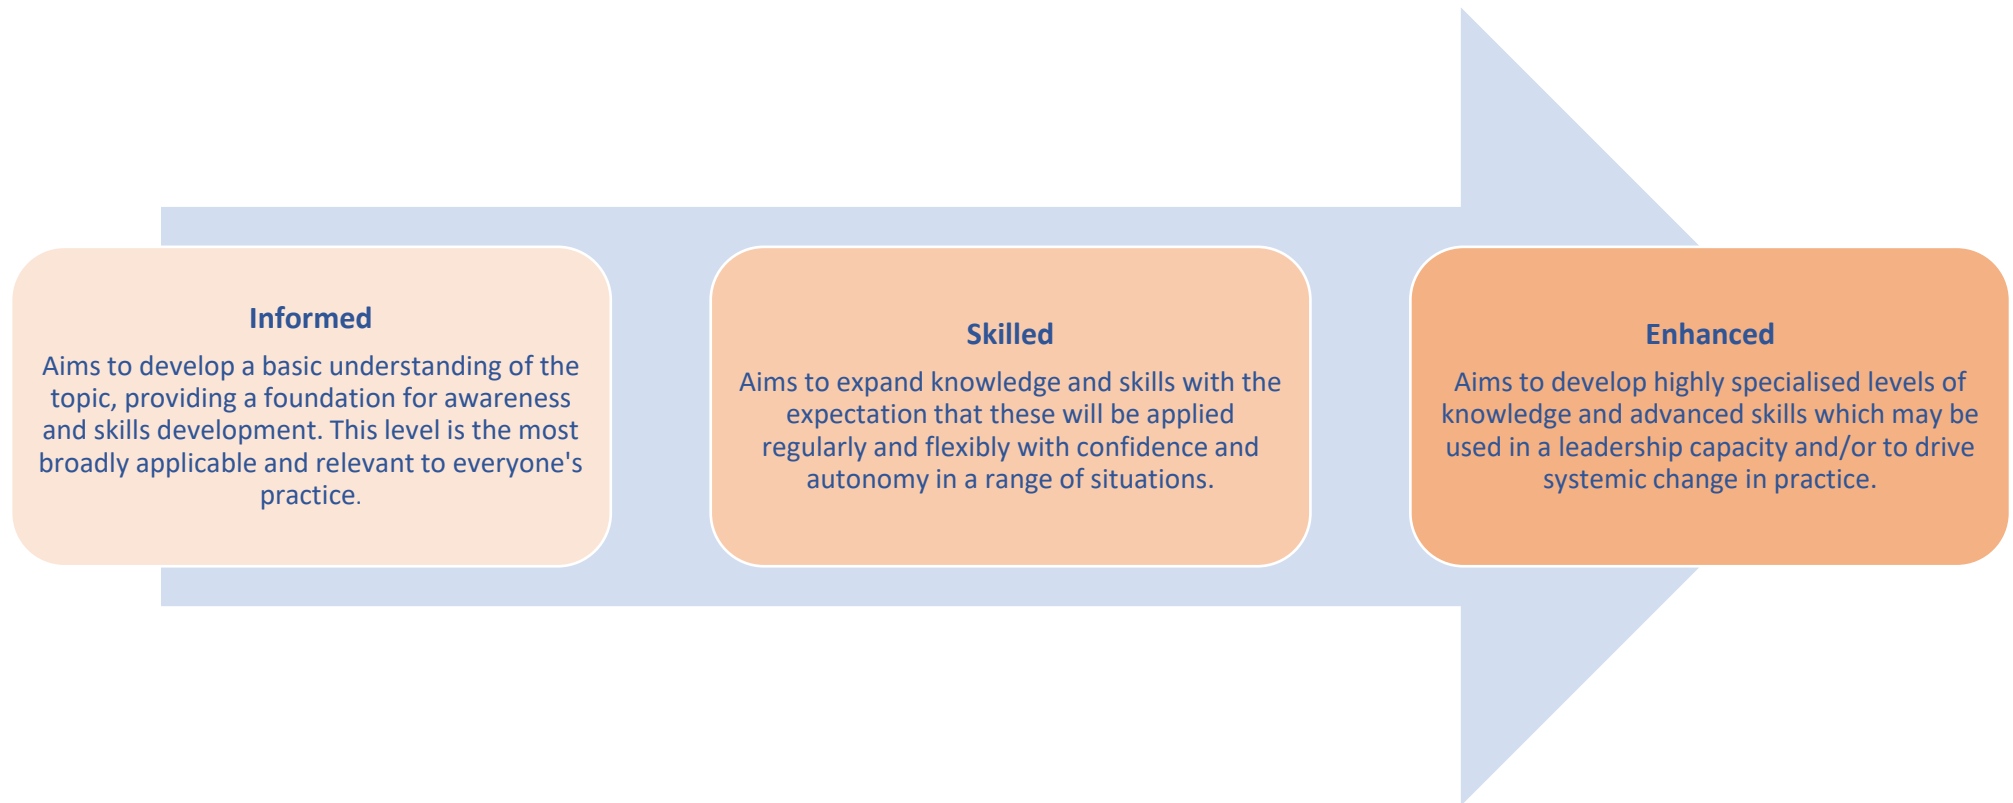 Informed
Aims to develop a basic understanding of the
topic, providing a foundation for awareness
and skills development. This level is the most
broadly applicable and relevant to everyone's
practice.
Skilled
Aims to expand knowledge and skills with the
expectation that these will be applied
regularly and flexibly with confidence and
autonomy in a range of situations.
Enhanced
Aims to develop highly specialised levels of
knowledge and advanced skills which may be
used in a leadership capacity and/or to drive
systemic change in practice.